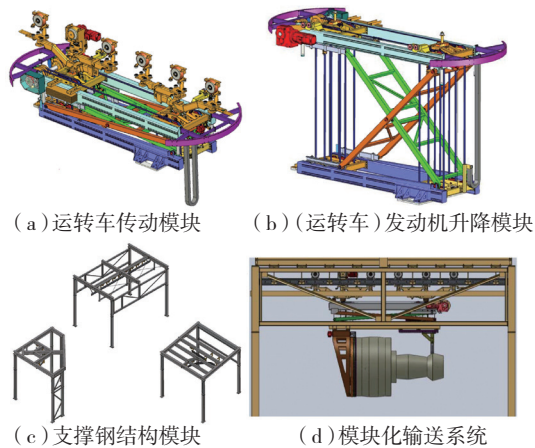 （a）运转车传动模块
（b）（运转车）发动机升降模块
（c）支撑钢结构模块
（d）模块化输送系统